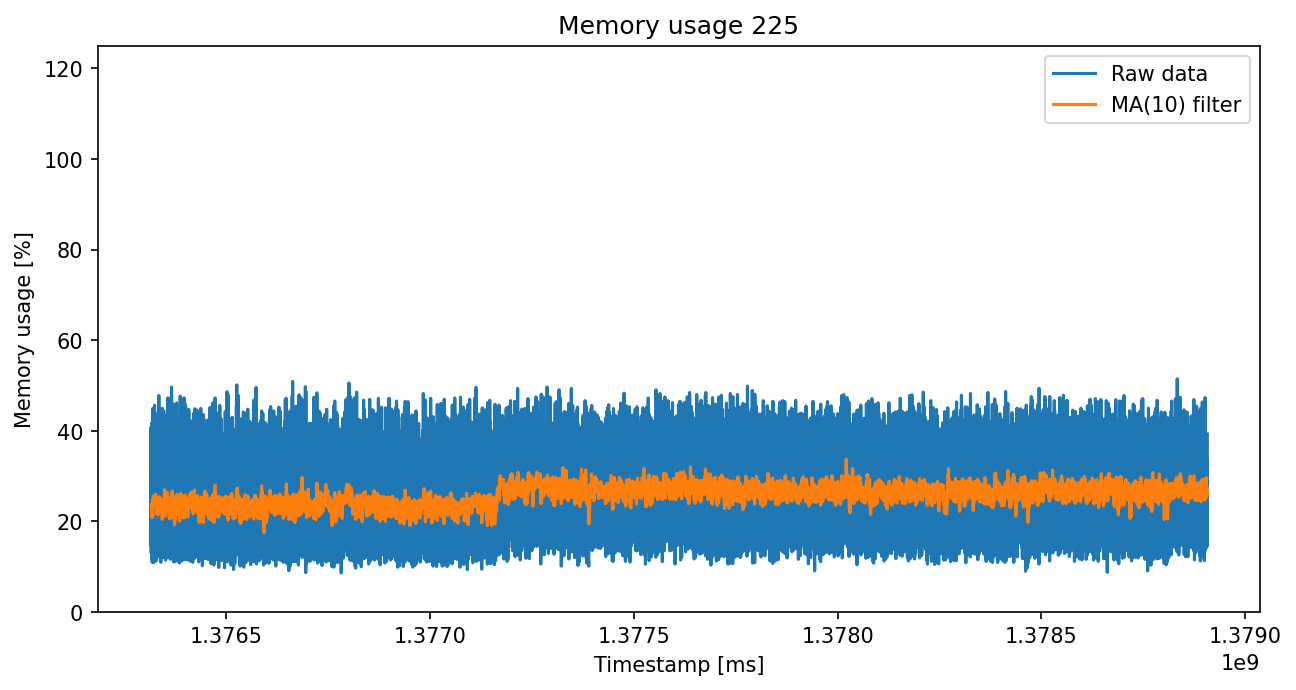 Memory usage 225
Raw data
MA(10) filter
Memory usage [%]
120
100
80
60
40
20
0
1.3765 1.3770 1.3775 1.3780 1.3785 1.3790
1e9
Timestamp [ms]